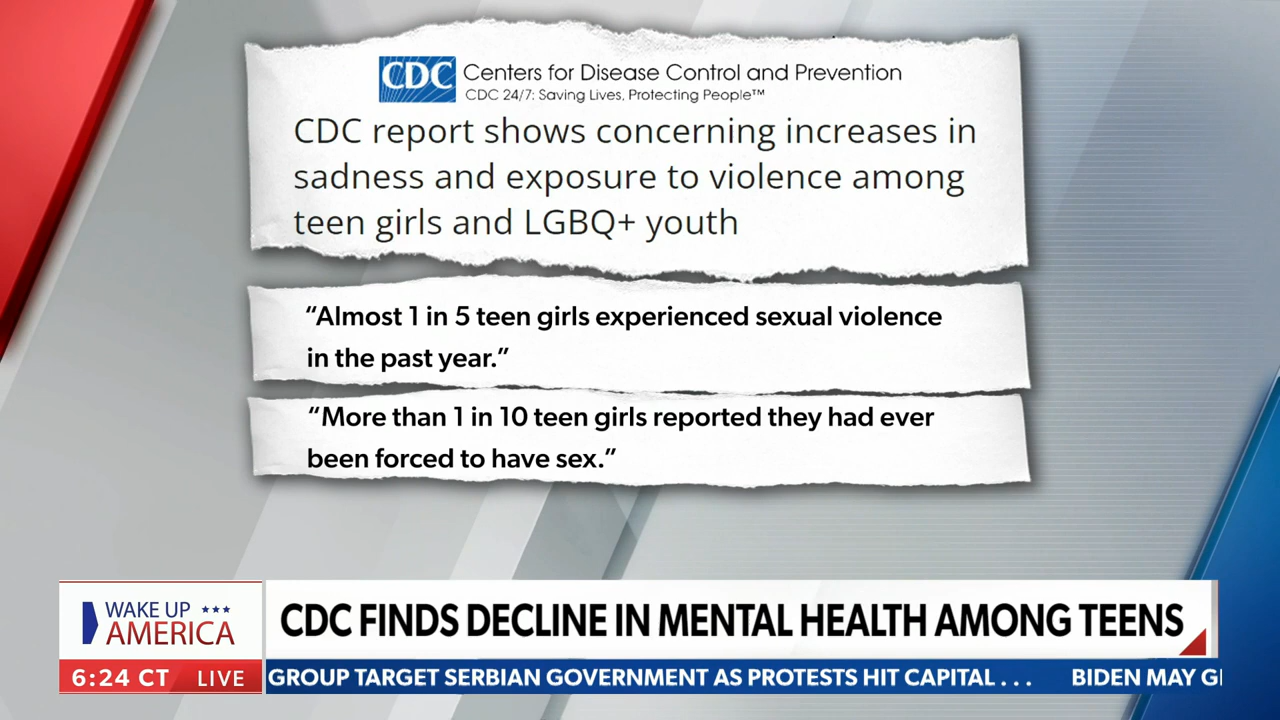 CDC Centers for Disease Control and Prevention
CDC 24/7: Saving Lives, Protecting People™
CDC report shows concerning increases in
sadness and exposure to violence among
teen girls and LGBQ+ youth
“Almost 1 in 5 teen girls experienced sexual violence
in the past year.”
“More than 1 in 10 teen girls reported they had ever
been forced to have sex.”
WAKE UP
AMERICA
CDC FINDS DECLINE IN MENTAL HEALTH AMONG TEENS
6:24 CT LIVE
GROUP TARGET SERBIAN GOVERNMENT AS PROTESTS HIT CAPITAL . . . BIDEN MAY